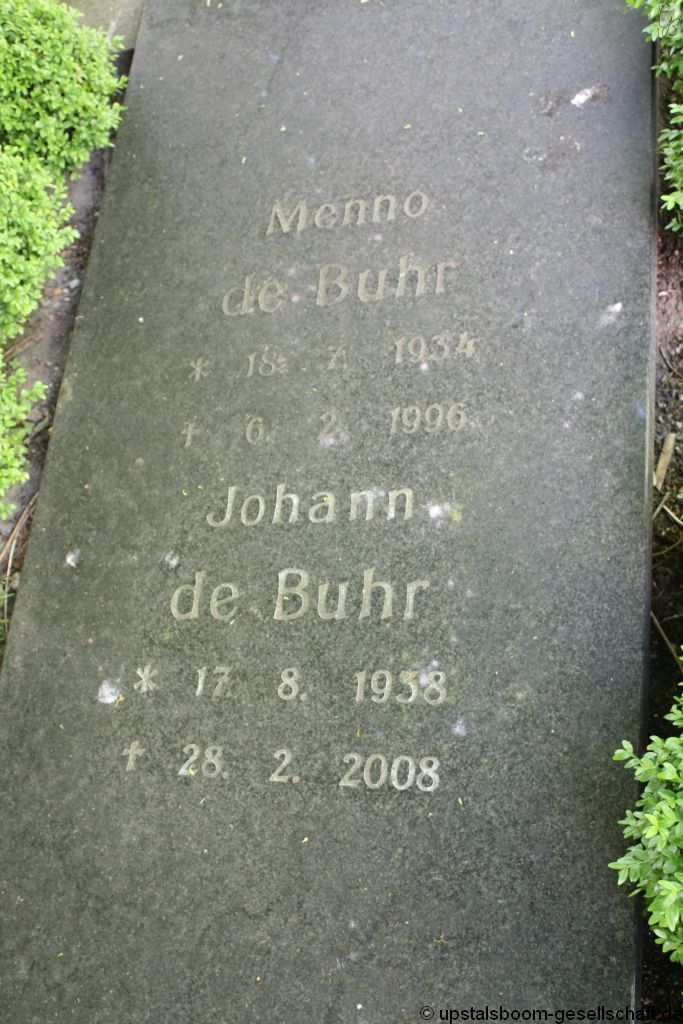 Menno
de Buhr
* 18. 7. 1934
† 6. 2. 1996
Johann
de Buhr
* 17. 8. 1938
† 28. 2. 2008
© upstalsboom-gesellschaft.de